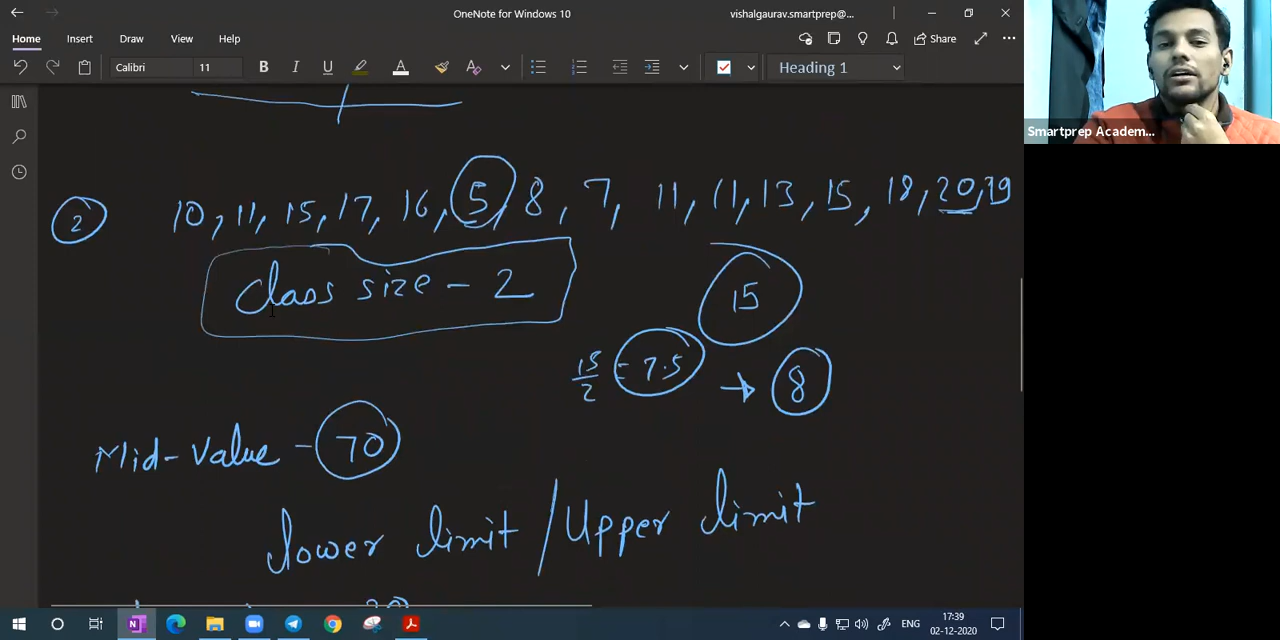 OneNote for Windows 10
vishalgaurav.smartprep@...
Home Insert Draw View Help
Share
Calibri 11 B I U A Heading 1
Smartprep Academ...
2 10, 11, 15, 17, 16, 5, 8, 7, 11, 11, 13, 15, 18, 20, 19
class size - 2
15
15/2 = 7.5 → 8
Mid-value - 70
lower limit / Upper limit
ENG
17:39
02-12-2020